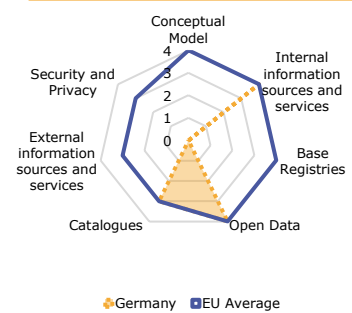 Conceptual
Model
4
3
2
1
0
Internal
information
sources and
services
Base
Registries
Open Data
Catalogues
External
information
sources and
services
Security and
Privacy
Germany EU Average